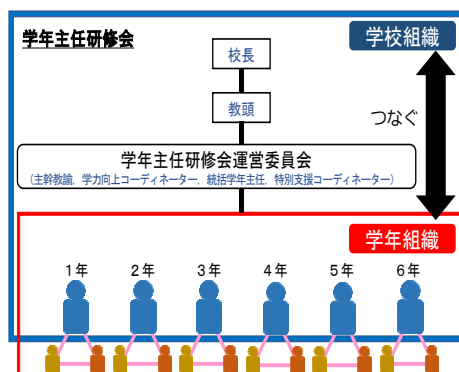 学年主任研修会
学校組織
校長
教頭
つなぐ
学年主任研修会運営委員会
(主幹教諭、学力向上コーディネーター、統括学年主任、特別支援コーディネーター)
学年組織
1年 2年 3年 4年 5年 6年